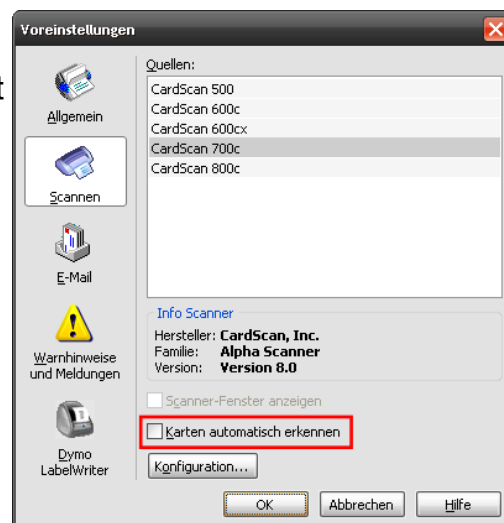 Voreinstellungen
t
Allgemein
Scannen
E-Mail
Warnhinweise
und Meldungen
Dymo
LabelWriter
Quellen:
CardScan 500
CardScan 600c
CardScan 600cx
CardScan 700c
CardScan 800c
Info Scanner
Hersteller: CardScan, Inc.
Familie: Alpha Scanner
Version: Version 8.0
Scanner-Fenster anzeigen
Karten automatisch erkennen
Konfiguration...
OK Abbrechen Hilfe